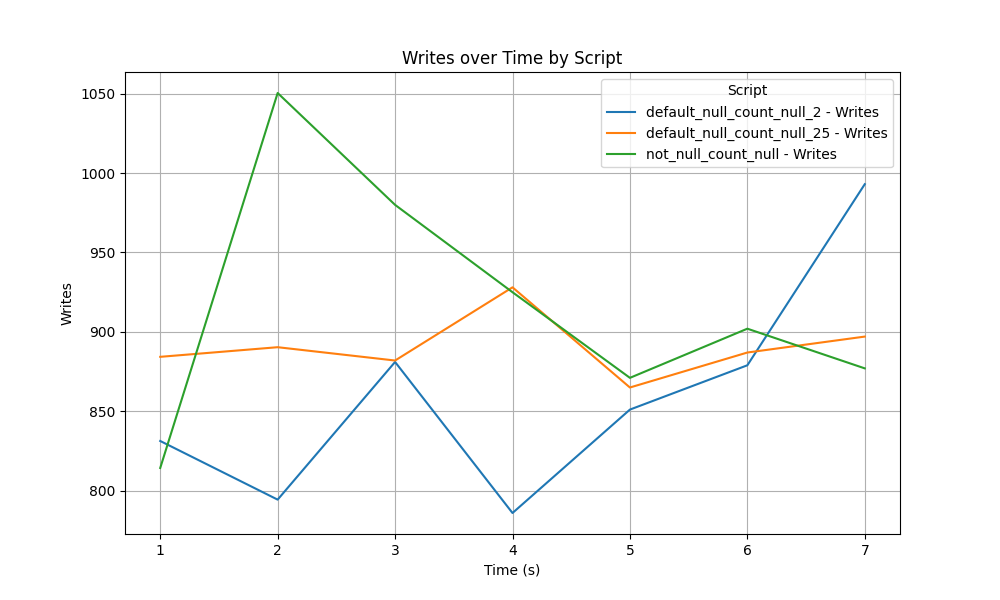 Writes over Time by Script
Script
default_null_count_null_2 - Writes
default_null_count_null_25 - Writes
not_null_count_null - Writes
Writes
1050
1000
950
900
850
800
1 2 3 4 5 6 7
Time (s)